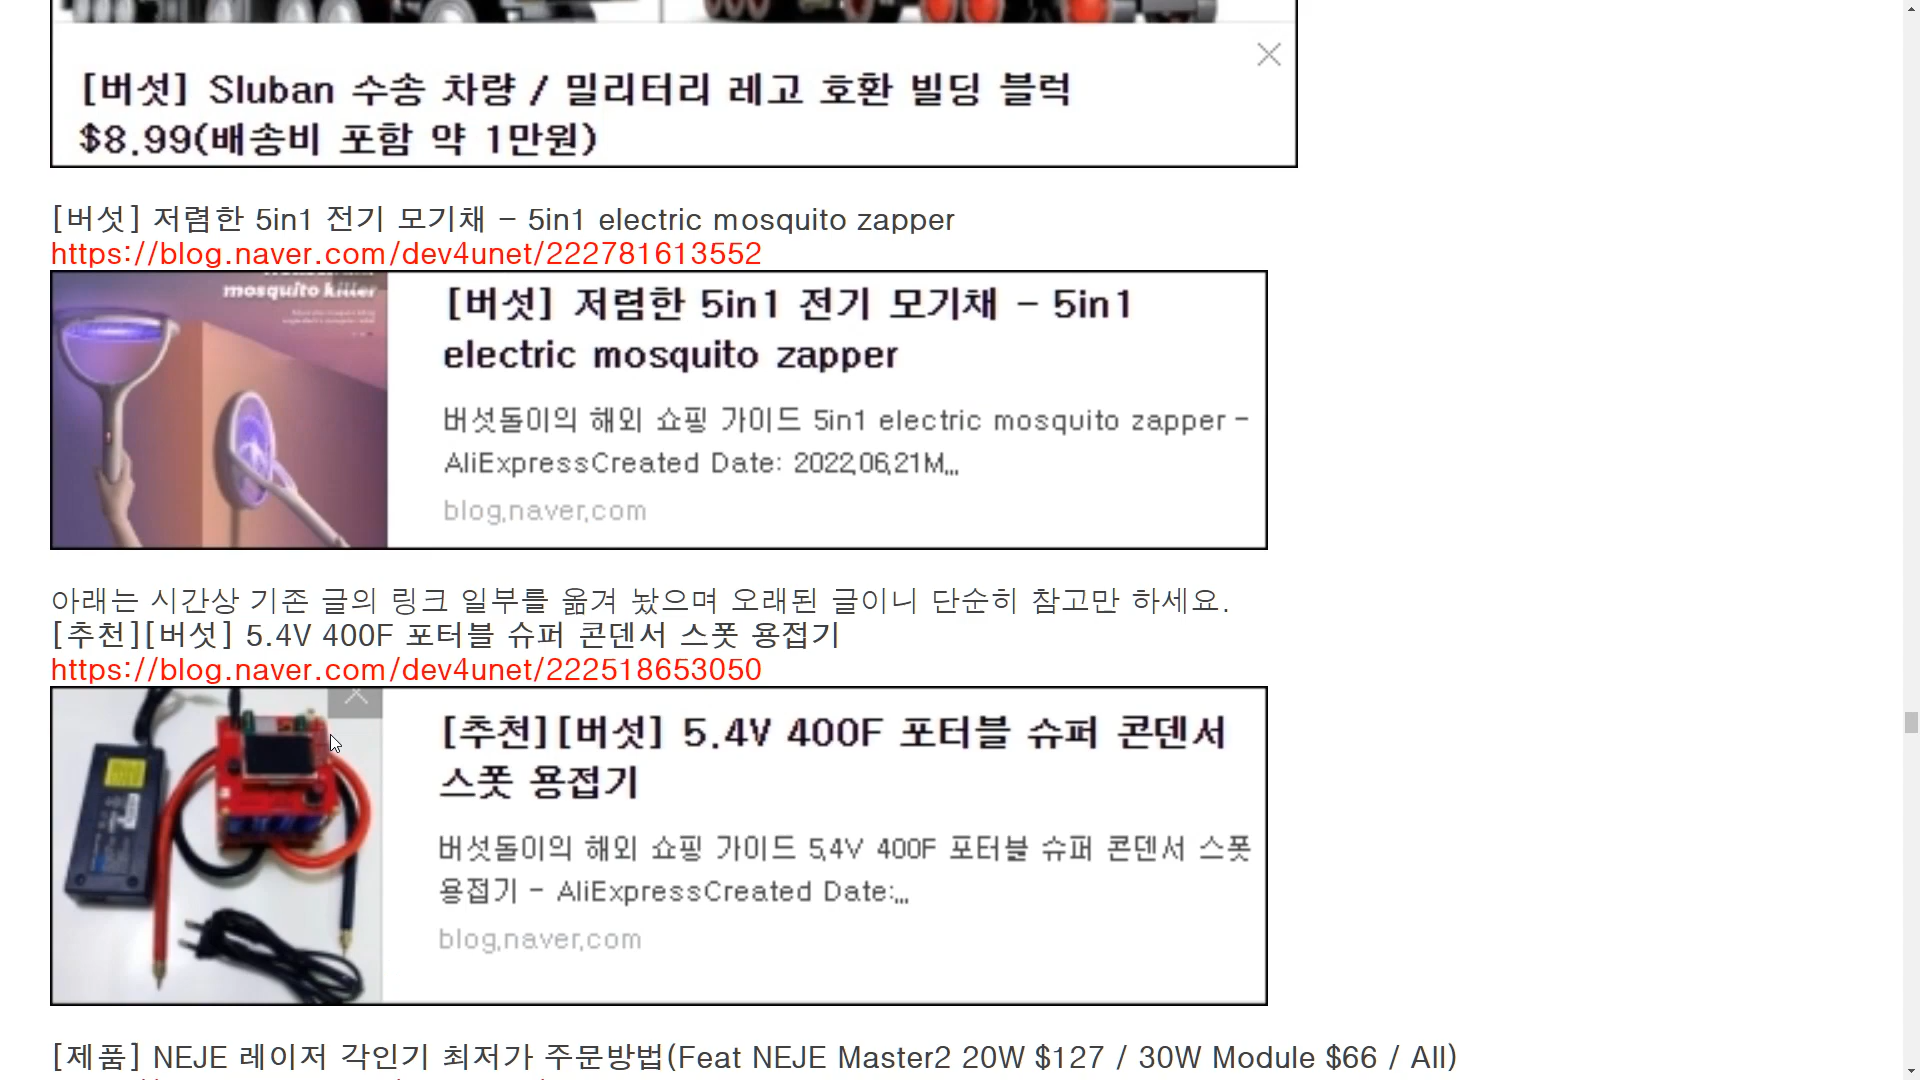 [버섯] Sluban 수송 차량 / 밀리터리 레고 호환 빌딩 블럭
$8.99(배송비 포함 약 1만원)
[버섯] 저렴한 5in1 전기 모기채 - 5in1 electric mosquito zapper
https://blog.naver.com/dev4unet/222781613552
mosquito killer
[버섯] 저렴한 5in1 전기 모기채 - 5in1
electric mosquito zapper
버섯돌이의 해외 쇼핑 가이드 5in1 electric mosquito zapper -
AliExpressCreated Date: 2022.06.21M...
blog.naver.com
아래는 시간상 기존 글의 링크 일부를 옮겨 놨으며 오래된 글이니 단순히 참고만 하세요.
[추천][버섯] 5.4V 400F 포터블 슈퍼 콘덴서 스폿 용접기
https://blog.naver.com/dev4unet/222518653050
[추천][버섯] 5.4V 400F 포터블 슈퍼 콘덴서
스폿 용접기
버섯돌이의 해외 쇼핑 가이드 5.4V 400F 포터블 슈퍼 콘덴서 스폿
용접기 - AliExpressCreated Date:...
blog.naver.com
[제품] NEJE 레이저 각인기 최저가 주문방법(Feat NEJE Master2 20W $127 / 30W Module $66 / All)